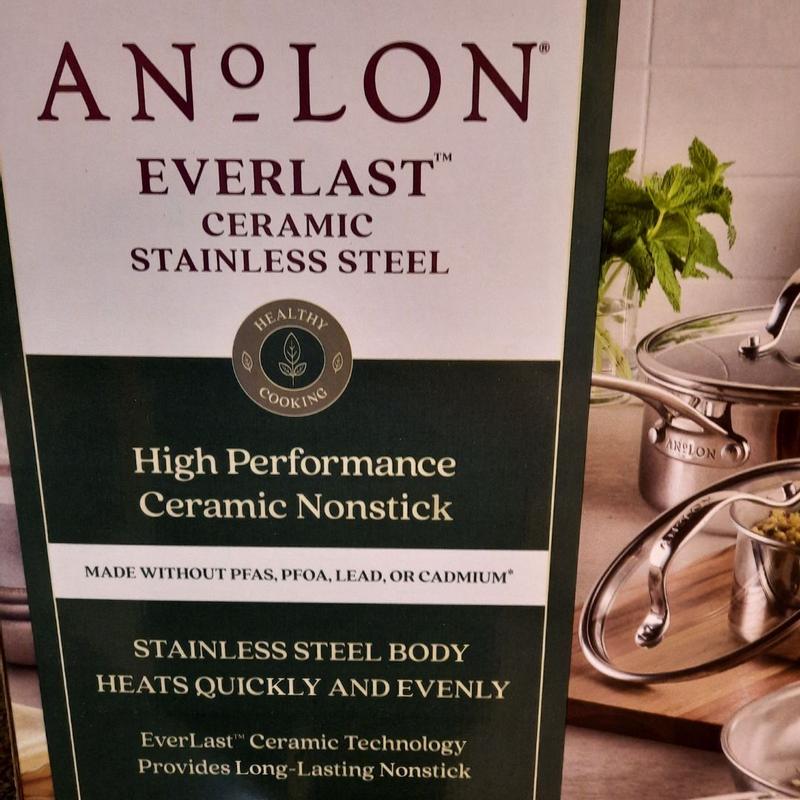 ANOLON®
EVERLAST™
CERAMIC
STAINLESS STEEL
HEALTHY
COOKING
High Performance
Ceramic Nonstick
MADE WITHOUT PFAS, PFOA, LEAD, OR CADMIUM*
STAINLESS STEEL BODY
HEATS QUICKLY AND EVENLY
EverLast™ Ceramic Technology
Provides Long-Lasting Nonstick
ANOLON